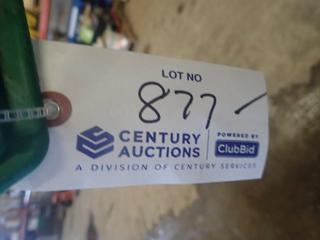 LOT NO
877
CENTURY AUCTIONS
POWERED BY
ClubBid
A DIVISION OF CENTURY SERVICES